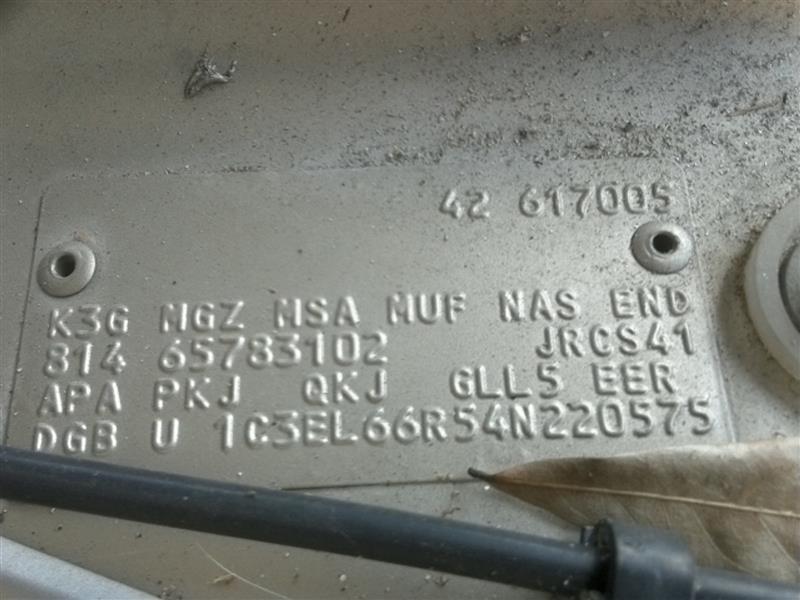 42 617005
K3G MGZ MSA MUF NAS END
814 65783102 JRCS41
APA PKJ QKJ GLL5 EER
DGB U 1C3EL66R54N220575